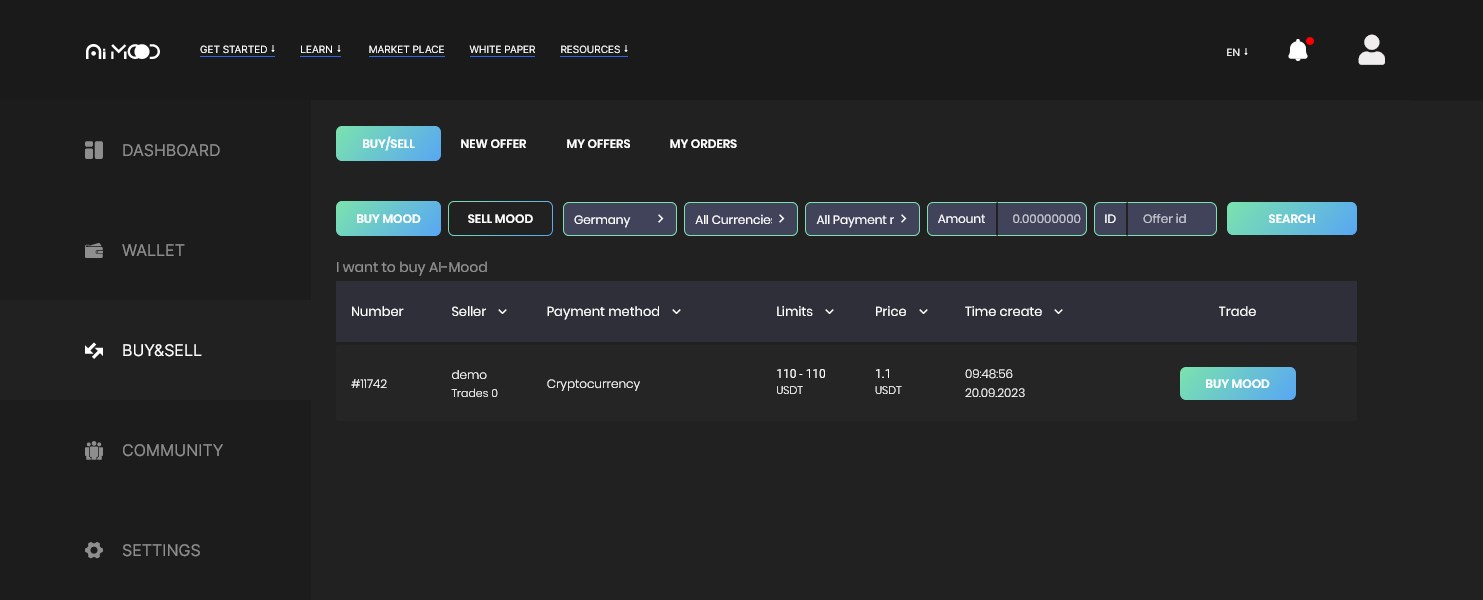 Ai MOOD
GET STARTED ↓ LEARN ↓ MARKET PLACE WHITE PAPER RESOURCES ↓
EN ↓
DASHBOARD
WALLET
BUY&SELL
COMMUNITY
SETTINGS
BUY/SELL NEW OFFER MY OFFERS MY ORDERS
BUY MOOD SELL MOOD Germany All Currencies All Payment r Amount 0.00000000 ID Offer id SEARCH
I want to buy AI-Mood
Number Seller Payment method Limits Price Time create Trade
#11742 demo Cryptocurrency 110 - 110 1.1 09:48:56 BUY MOOD
Trades 0 USDT USDT 20.09.2023